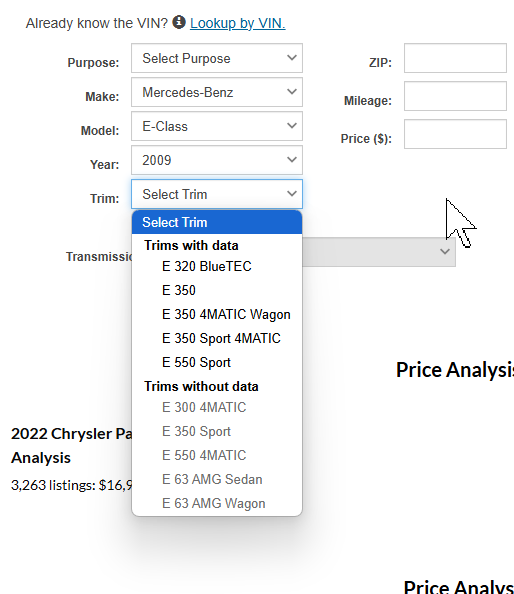 Already know the VIN? Lookup by VIN.
Purpose: Select Purpose
ZIP:
Make: Mercedes-Benz
Mileage:
Model: E-Class
Price ($):
Year: 2009
Trim: Select Trim
Select Trim
Trims with data
E 320 BlueTEC
E 350
E 350 4MATIC Wagon
E 350 Sport 4MATIC
E 550 Sport
Trims without data
E 300 4MATIC
E 350 Sport
E 550 4MATIC
E 63 AMG Sedan
E 63 AMG Wagon
Transmissio
Price Analysis
2022 Chrysler Pa
Analysis
3,263 listings: $16,9
Price Analys